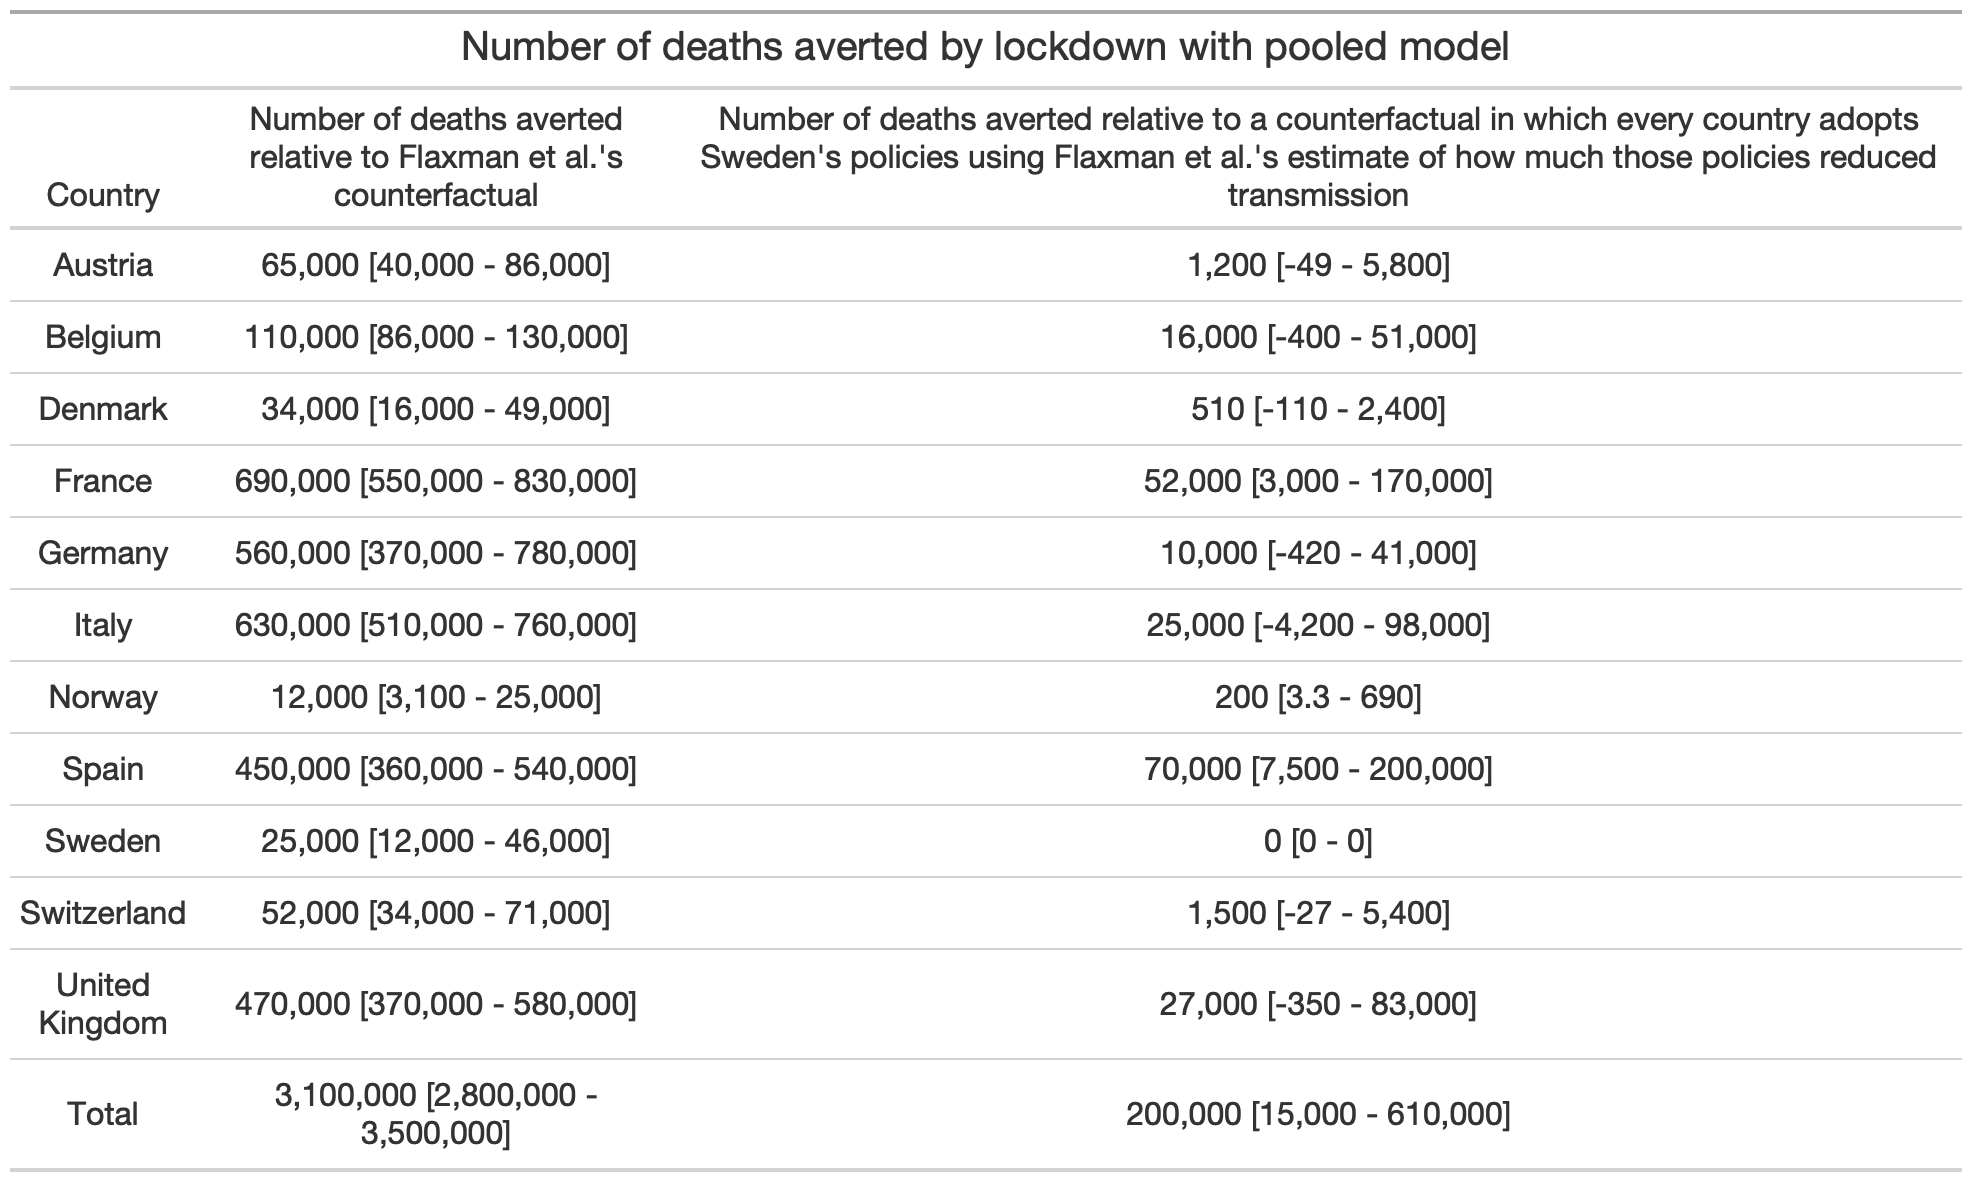 Number of deaths averted by lockdown with pooled model
Country
Number of deaths averted
relative to Flaxman et al.'s
counterfactual
Number of deaths averted relative to a counterfactual in which every country adopts
Sweden's policies using Flaxman et al.'s estimate of how much those policies reduced
transmission
Austria 65,000 [40,000 - 86,000] 1,200 [-49 - 5,800]
Belgium 110,000 [86,000 - 130,000] 16,000 [-400 - 51,000]
Denmark 34,000 [16,000 - 49,000] 510 [-110 - 2,400]
France 690,000 [550,000 - 830,000] 52,000 [3,000 - 170,000]
Germany 560,000 [370,000 - 780,000] 10,000 [-420 - 41,000]
Italy 630,000 [510,000 - 760,000] 25,000 [-4,200 - 98,000]
Norway 12,000 [3,100 - 25,000] 200 [3.3 - 690]
Spain 450,000 [360,000 - 540,000] 70,000 [7,500 - 200,000]
Sweden 25,000 [12,000 - 46,000] 0 [0 - 0]
Switzerland 52,000 [34,000 - 71,000] 1,500 [-27 - 5,400]
United
Kingdom
470,000 [370,000 - 580,000] 27,000 [-350 - 83,000]
Total
3,100,000 [2,800,000 -
3,500,000]
200,000 [15,000 - 610,000]